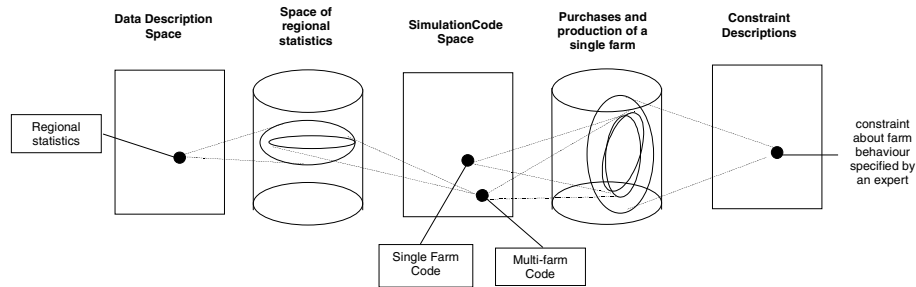 Data Description
Space
Space of
regional
statistics
SimulationCode
Space
Purchases and
production of a
single farm
Constraint
Descriptions
Regional
statistics
constraint
about farm
behaviour
specified by
an expert
Single Farm
Code
Multi-farm
Code